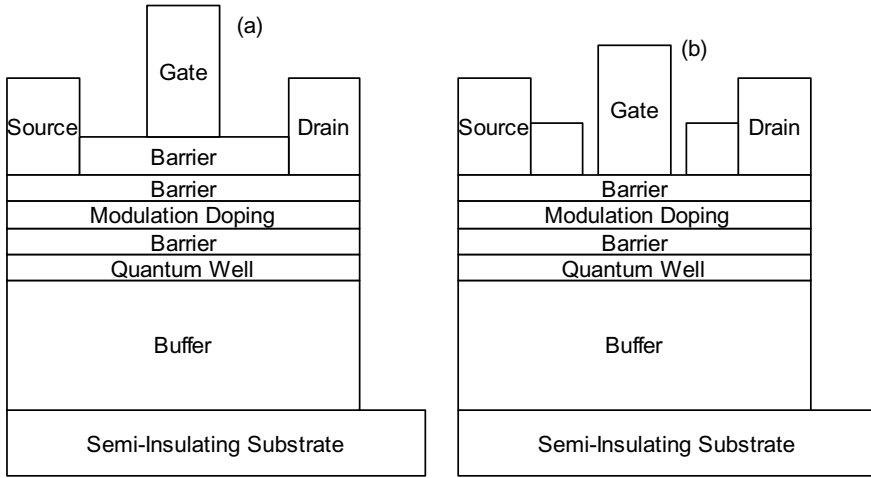 (a)
Gate
Source
Drain
Barrier
Barrier
Modulation Doping
Barrier
Quantum Well
Buffer
Semi-Insulating Substrate
(b)
Gate
Source
Drain
Barrier
Modulation Doping
Barrier
Quantum Well
Buffer
Semi-Insulating Substrate